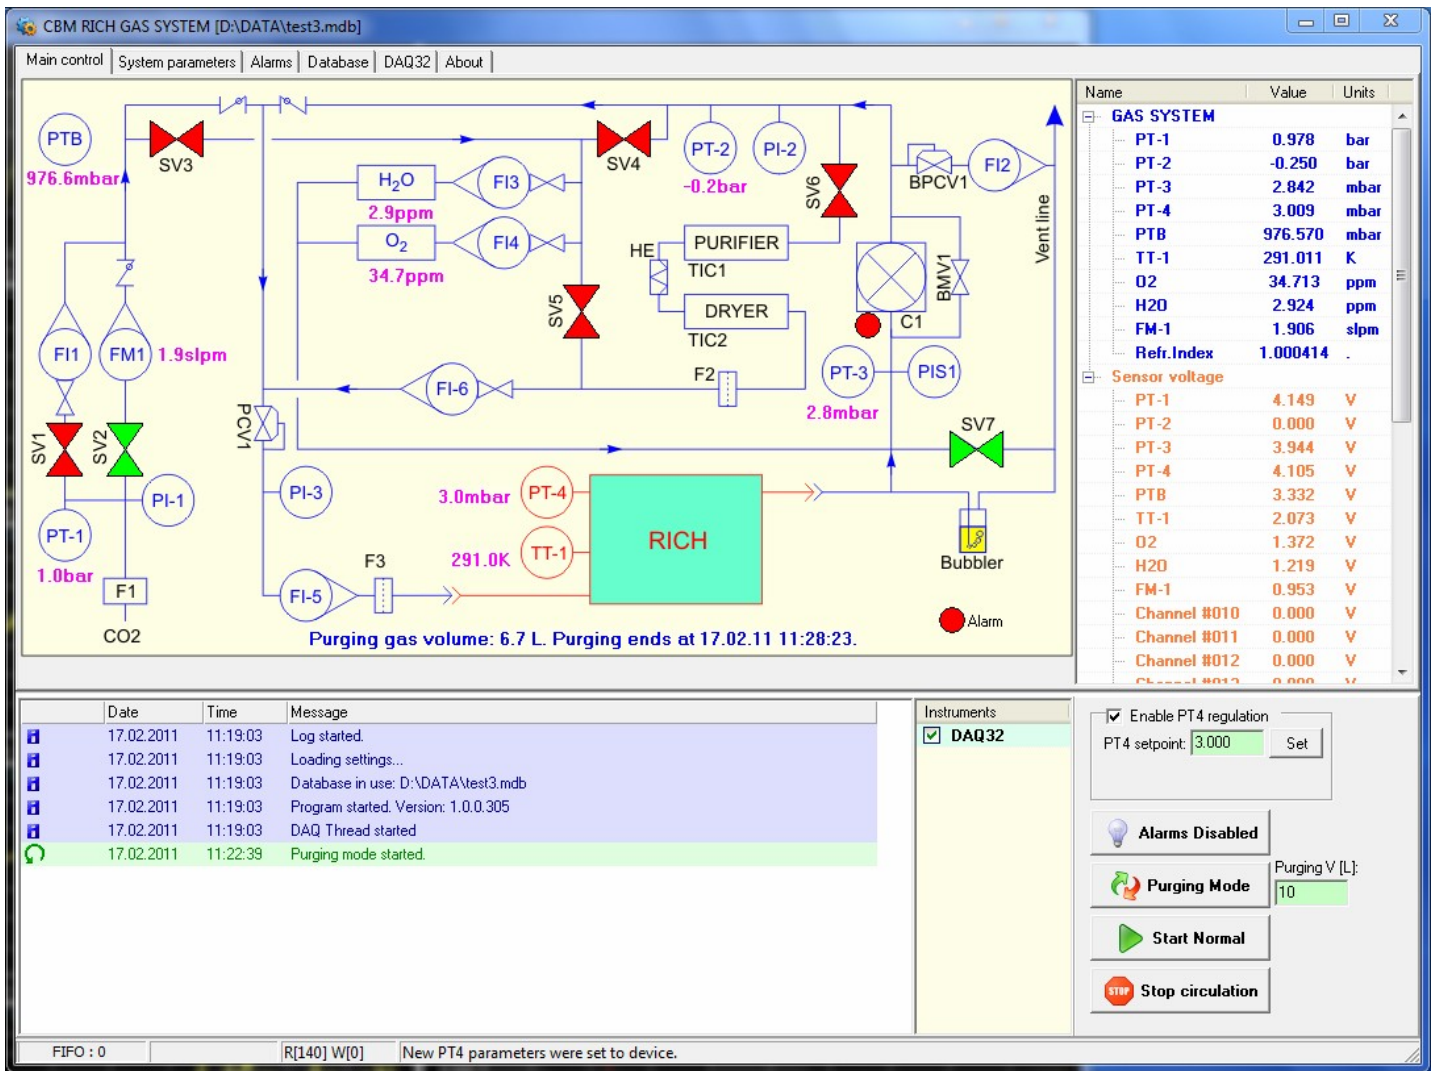 CBM RICH GAS SYSTEM [D:\DATA\test3.mdb]
Main control System parameters Alarms Database DAQ32 About
PTB
976.6mbar
SV3
SV4
PT-2
-0.2bar
PI-2
SV6
BPCV1
FI2
Vent line
H2O
2.9ppm
FI3
O2
34.7ppm
FI4
SV5
HE
PURIFIER
TIC1
DRYER
TIC2
C1
BMV1
FI1
FM1
1.9slpm
FI-6
F2
PT-3
2.8mbar
PIS1
PCV1
SV1
SV2
SV7
PI-1
PI-3
PT-1
1.0bar
3.0mbar
PT-4
291.0K
TT-1
RICH
Bubbler
F1
CO2
FI-5
F3
Alarm
Purging gas volume: 6.7 L. Purging ends at 17.02.11 11:28:23.
Name Value Units
GAS SYSTEM
PT-1 0.978 bar
PT-2 -0.250 bar
PT-3 2.842 mbar
PT-4 3.009 mbar
PTB 976.570 mbar
TT-1 291.011 K
O2 34.713 ppm
H2O 2.924 ppm
FM-1 1.906 slpm
Refr.Index 1.000414 .
Sensor voltage
PT-1 4.149 V
PT-2 0.000 V
PT-3 3.944 V
PT-4 4.105 V
PTB 3.332 V
TT-1 2.073 V
O2 1.372 V
H2O 1.219 V
FM-1 0.953 V
Channel #010 0.000 V
Channel #011 0.000 V
Channel #012 0.000 V
Date Time Message
17.02.2011 11:19:03 Log started.
17.02.2011 11:19:03 Loading settings...
17.02.2011 11:19:03 Database in use: D:\DATA\test3.mdb
17.02.2011 11:19:03 Program started. Version: 1.0.0.305
17.02.2011 11:19:03 DAQ Thread started
17.02.2011 11:22:39 Purging mode started.
Instruments
DAQ32
Enable PT4 regulation
PT4 setpoint: 3.000 Set
Alarms Disabled
Purging Mode
Purging V [L]:
10
Start Normal
STOP Stop circulation
FIFO : 0 R[140] W[0] New PT4 parameters were set to device.